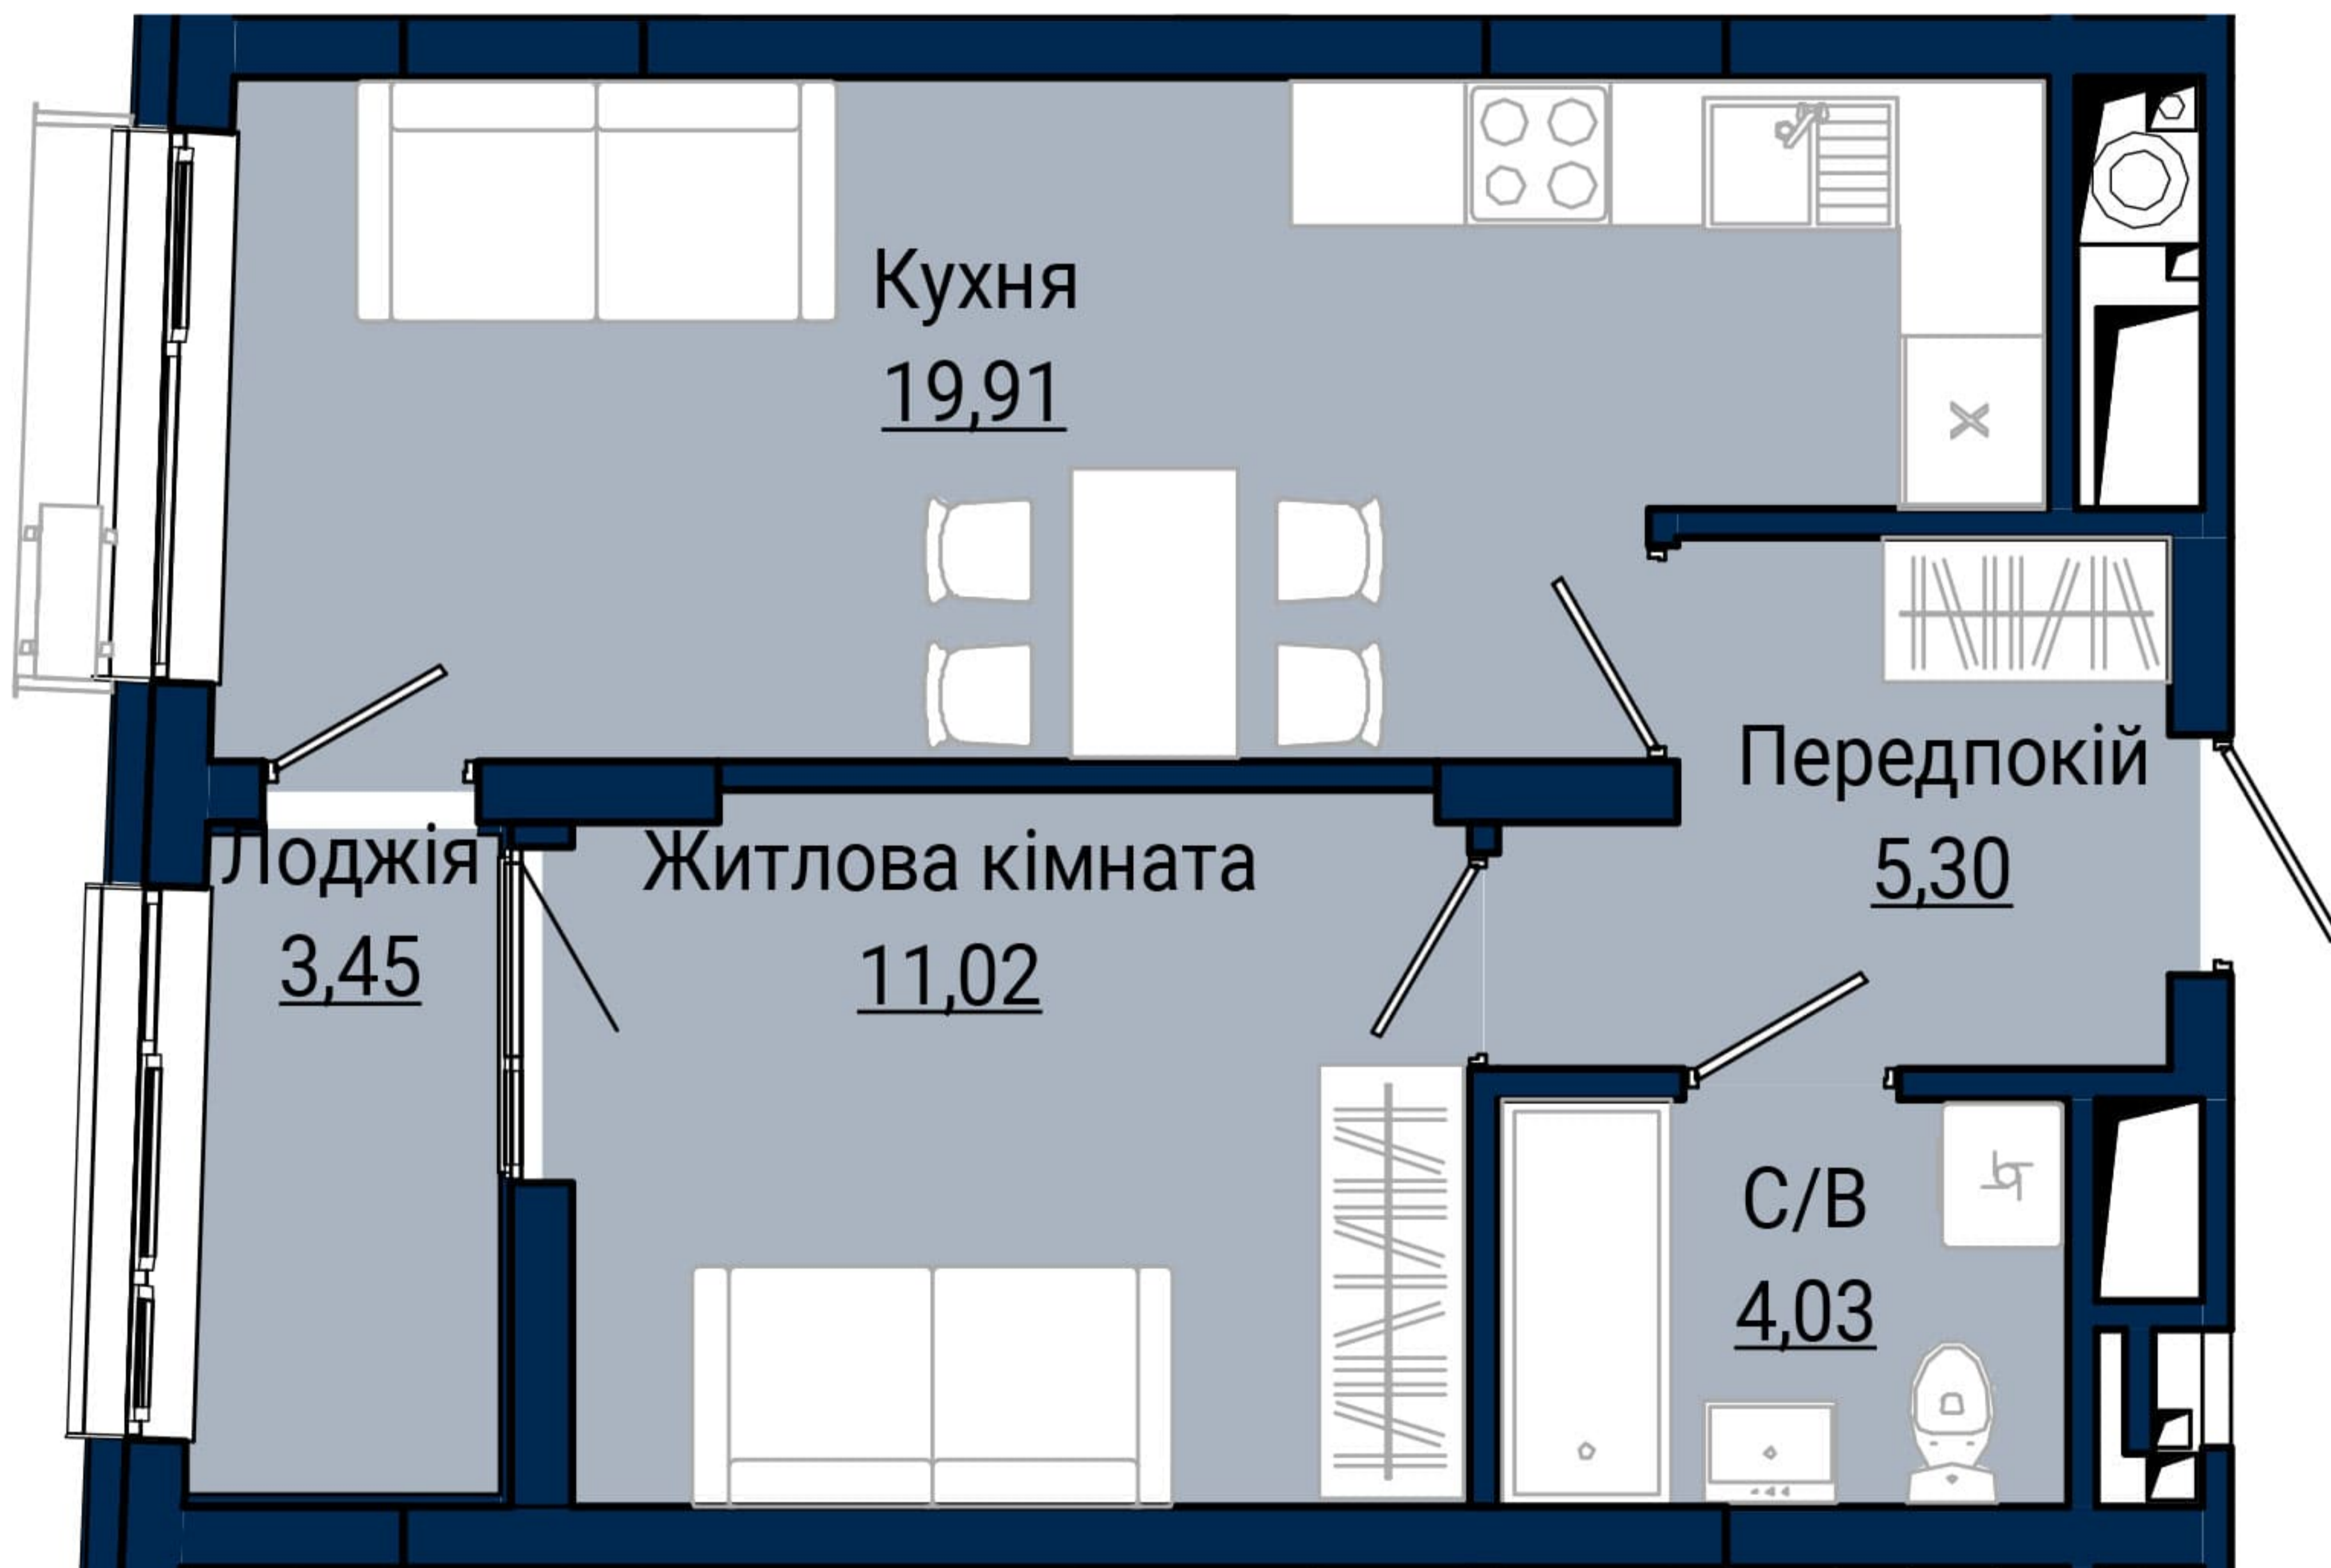 Кухня
19,91
Передпокій
5,30
Лоджія
3,45
Житлова кімната
11,02
С/В
4,03